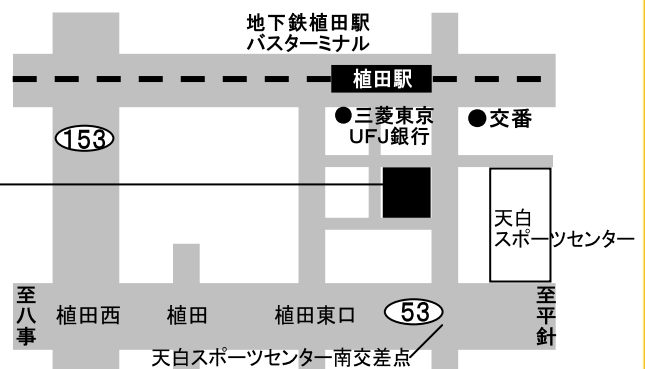 地下鉄植田駅
バスターミナル
植田駅
●三菱東京
UFJ銀行
●交番
153
天白
スポーツセンター
至八事
植田西
植田
植田東口
53
至平針
天白スポーツセンター南交差点